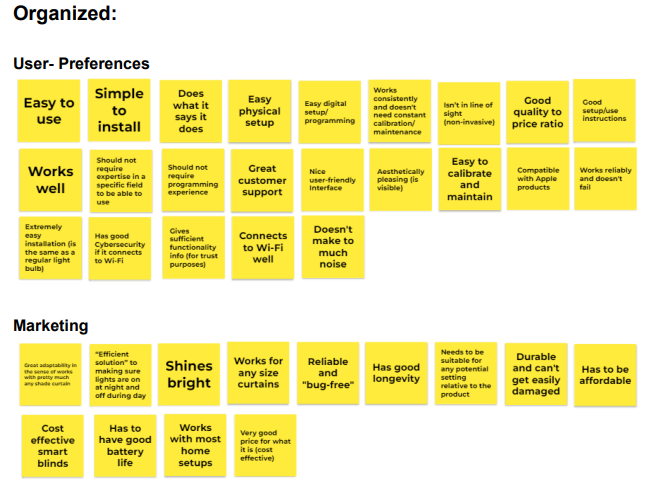 Organized:
User- Preferences
Easy to
use
Simple
to
install
Does
what it
says it
does
Easy
physical
setup
Easy digital
setup/
programming
Works
consistently
and doesn't
need constant
calibration/
maintenance
Isn't in line of
sight
(non-invasive)
Good
quality to
price ratio
Good
setup/use
instructions
Works
well
Should not
require
expertise in a
specific field
to be able to
use
Should not
require
programming
experience
Great
customer
support
Nice
user-friendly
Interface
Aesthetically
pleasing (is
visible)
Easy to
calibrate
and
maintain
Compatible
with Apple
products
Works reliably
and doesn't
fail
Extremely
easy
installation (is
the same as a
regular light
bulb)
Has good
Cybersecurity
if it connects
to Wi-Fi
Gives
sufficient
functionality
info (for trust
purposes)
Connects
to Wi-Fi
well
Doesn't
make to
much
noise
Marketing
Great adaptability in
the sense of works
with pretty much
any shade curtain
"Efficient
solution" to
making sure
lights are on
at night and
off during day
Shines
bright
Works for
any size
curtains
Reliable
and
"bug-free"
Has good
longevity
Needs to be
suitable for
any potential
setting
relative to the
product
Durable
and can't
get easily
damaged
Has to be
affordable
Cost
effective
smart
blinds
Has to
have good
battery
life
Works
with most
home
setups
Very good
price for what
it is (cost
effective)